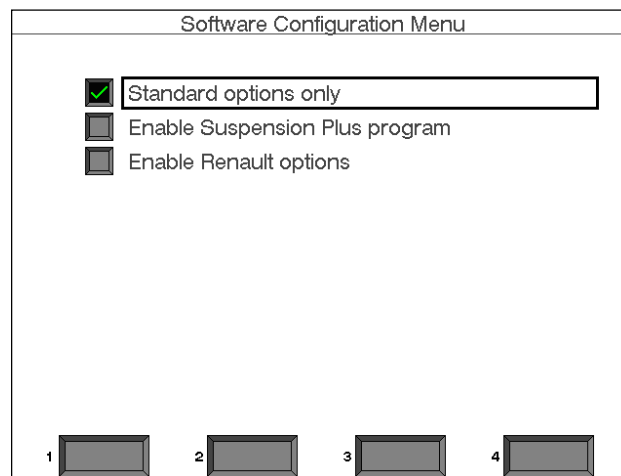 Software Configuration Menu
Standard options only
Enable Suspension Plus program
Enable Renault options
1 2 3 4